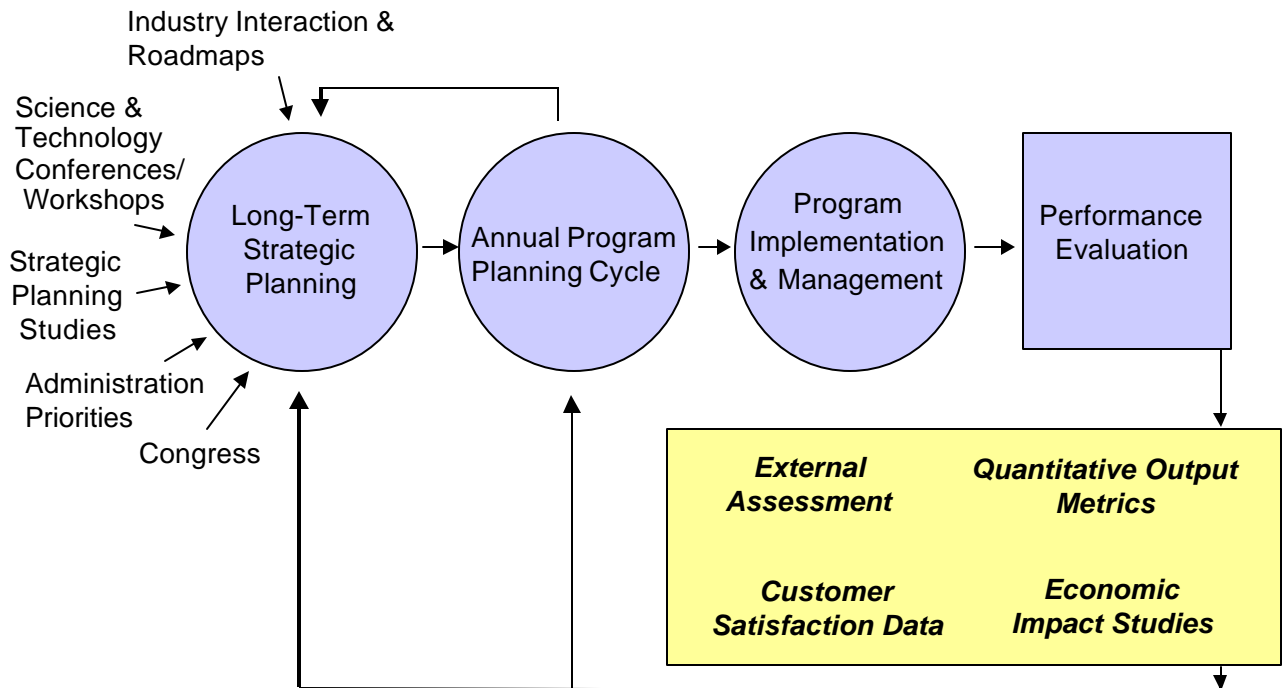 Industry Interaction &
Roadmaps
Science &
Technology
Conferences/
Workshops
Strategic
Planning
Studies
Administration
Priorities
Congress
Long-Term
Strategic
Planning
Annual Program
Planning Cycle
Program
Implementation
& Management
Performance
Evaluation
External
Assessment
Quantitative Output
Metrics
Customer
Satisfaction Data
Economic
Impact Studies